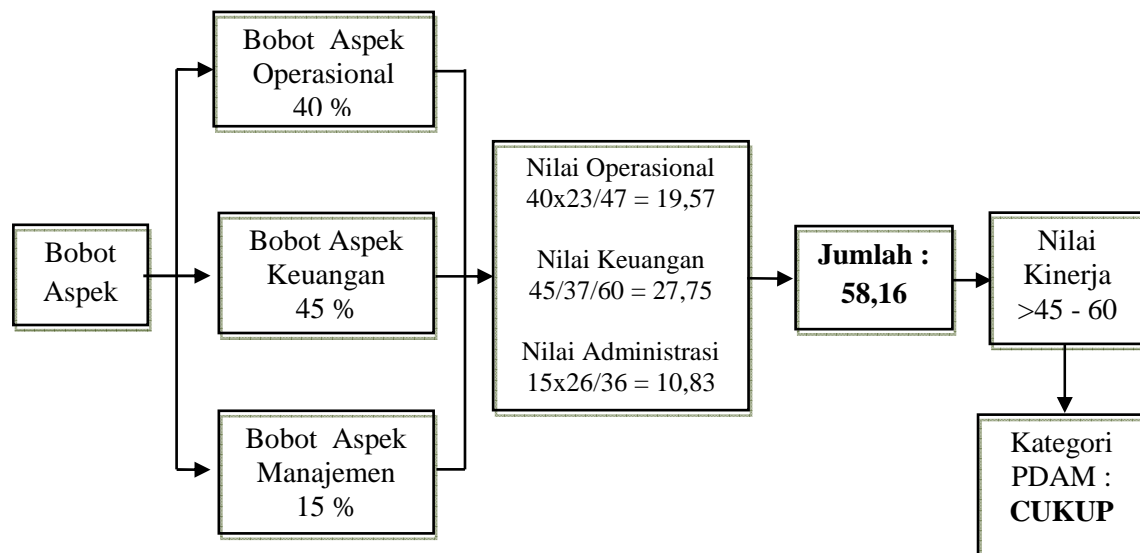 Bobot
Aspek
Bobot Aspek
Operasional
40 %
Bobot Aspek
Keuangan
45 %
Bobot Aspek
Manajemen
15 %
Nilai Operasional
40x23/47 = 19,57
Nilai Keuangan
45/37/60 = 27,75
Nilai Administrasi
15x26/36 = 10,83
Jumlah :
58,16
Nilai
Kinerja
>45 - 60
Kategori
PDAM :
CUKUP